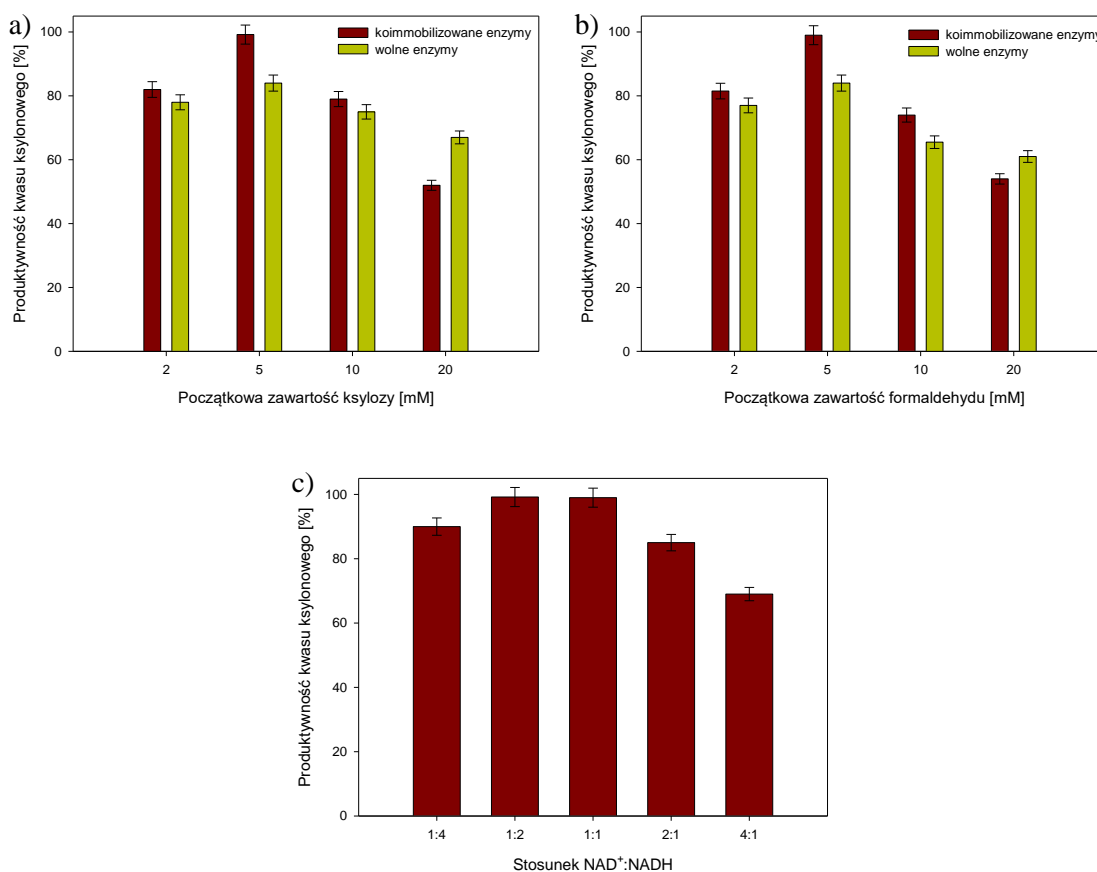 a)
Produktywność kwasu ksylonowego [%]
100
80
60
40
20
0
koimmobilizowane enzymy
wolne enzymy
2 5 10 20
Początkowa zawartość ksylozy [mM]
b)
Produktywność kwasu ksylonowego [%]
100
80
60
40
20
0
koimmobilizowane enzymy
wolne enzymy
2 5 10 20
Początkowa zawartość formaldehydu [mM]
c)
Produktywność kwasu ksylonowego [%]
100
80
60
40
20
0
1:4 1:2 1:1 2:1 4:1
Stosunek NAD⁺:NADH